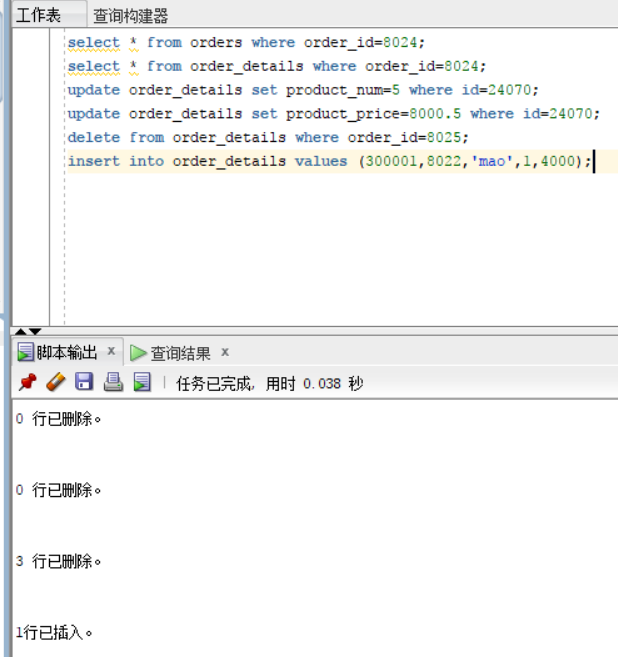 工作表 查询构建器
select * from orders where order_id=8024;
select * from order_details where order_id=8024;
update order_details set product_num=5 where id=24070;
update order_details set product_price=8000.5 where id=24070;
delete from order_details where order_id=8025;
insert into order_details values (300001,8022,'mao',1,4000);
脚本输出 x 查询结果 x
任务已完成, 用时 0.038 秒
0 行已删除。
0 行已删除。
3 行已删除。
1行已插入。